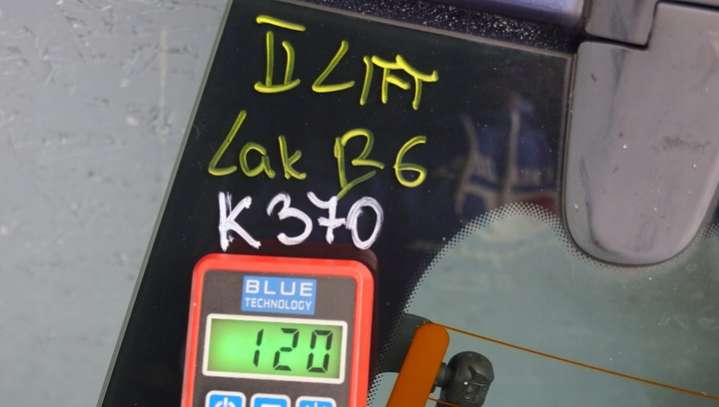 II LIFT
Lak B6
K370
BLUE
TECHNOLOGY
120